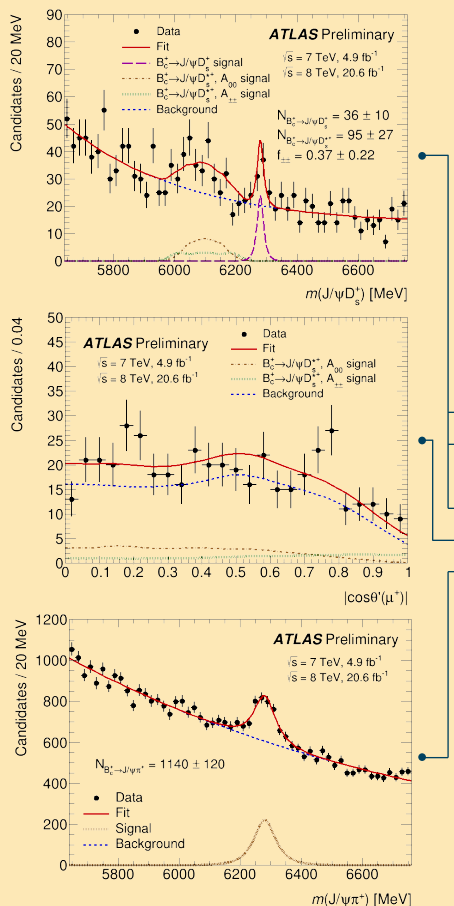 Candidates / 20 MeV
90
80
70
60
50
40
30
20
10
0
Data
Fit
B_c^+→J/ψD_s^+ signal
B_c^+→J/ψD_s^{*+}, A_{00} signal
B_c^+→J/ψD_s^{*+}, A_{±±} signal
Background
ATLAS Preliminary
√s = 7 TeV, 4.9 fb⁻¹
√s = 8 TeV, 20.6 fb⁻¹
N_{B_c^+→J/ψD_s^+} = 36 ± 10
N_{B_c^+→J/ψD_s^{*+}} = 95 ± 27
f_{±±} = 0.37 ± 0.22
5800 6000 6200 6400 6600
m(J/ψD_s^+) [MeV]
Candidates / 0.04
50
45
40
35
30
25
20
15
10
5
0
ATLAS Preliminary
√s = 7 TeV, 4.9 fb⁻¹
√s = 8 TeV, 20.6 fb⁻¹
Data
Fit
B_c^+→J/ψD_s^{*+}, A_{00} signal
B_c^+→J/ψD_s^{*+}, A_{±±} signal
Background
0 0.1 0.2 0.3 0.4 0.5 0.6 0.7 0.8 0.9 1
|cosθ'(μ⁺)|
Candidates / 20 MeV
1200
1000
800
600
400
200
0
ATLAS Preliminary
√s = 7 TeV, 4.9 fb⁻¹
√s = 8 TeV, 20.6 fb⁻¹
N_{B_c^+→J/ψπ^+} = 1140 ± 120
Data
Fit
Signal
Background
5800 6000 6200 6400 6600
m(J/ψπ⁺) [MeV]